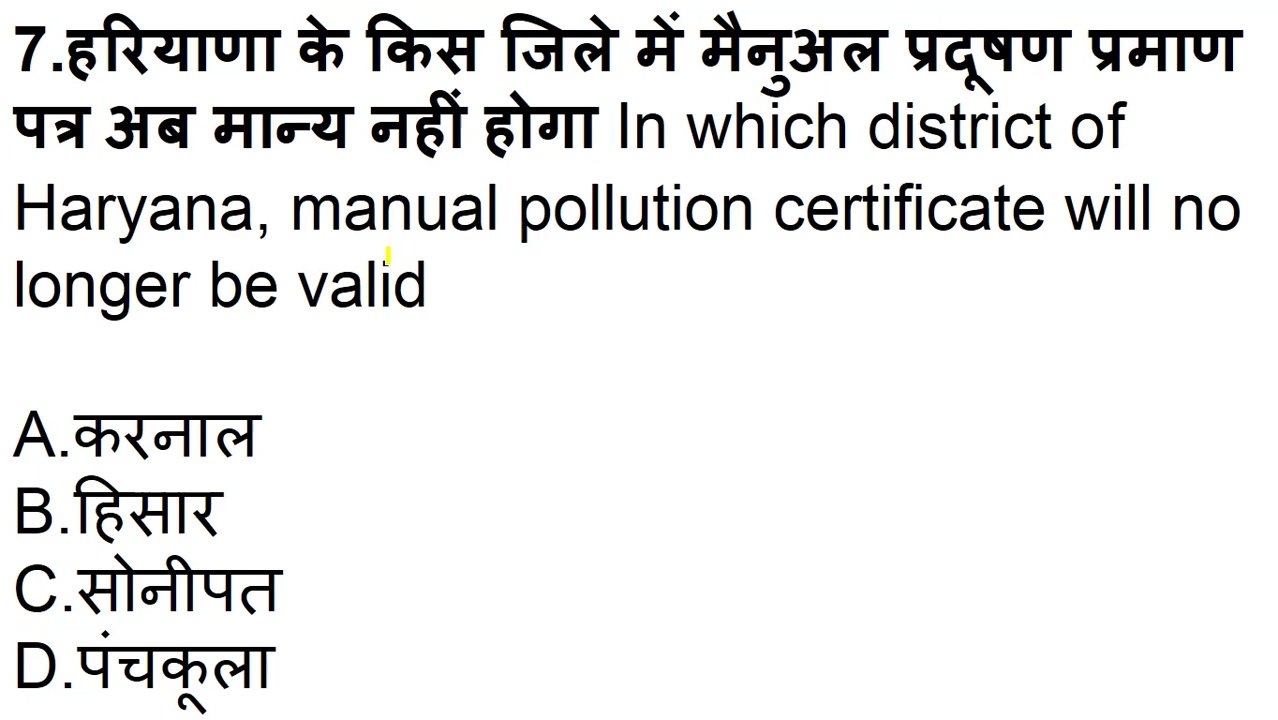 7.हरियाणा के किस जिले में मैनुअल प्रदूषण प्रमाण
पत्र अब मान्य नहीं होगा In which district of
Haryana, manual pollution certificate will no
longer be valid
A.करनाल
B.हिसार
C.सोनीपत
D.पंचकूला